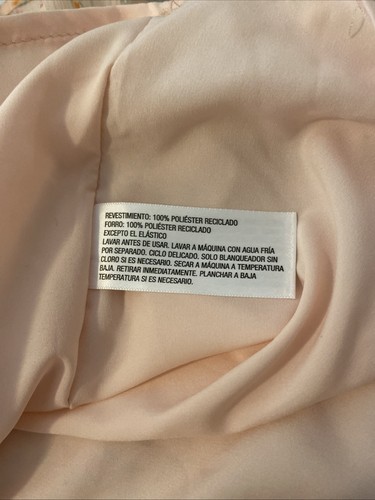 REVESTIMIENTO: 100% POLIÉSTER RECICLADO
FORRO: 100% POLIÉSTER RECICLADO
EXCEPTO EL ELÁSTICO
LAVAR ANTES DE USAR. LAVAR A MÁQUINA CON AGUA FRÍA
POR SEPARADO. CICLO DELICADO. SOLO BLANQUEADOR SIN
CLORO SI ES NECESARIO. SECAR A MÁQUINA A TEMPERATURA
BAJA. RETIRAR INMEDIATAMENTE. PLANCHAR A BAJA
TEMPERATURA SI ES NECESARIO.